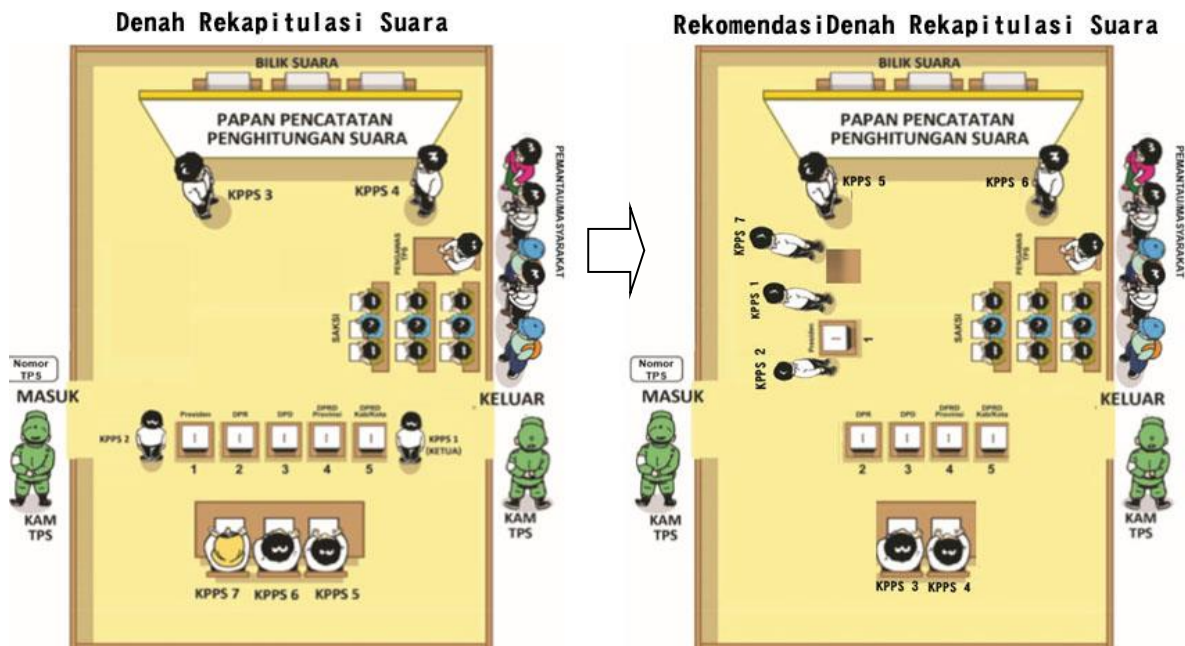 Denah Rekapitulasi Suara
BILIK SUARA
PAPAN PENCATATAN
PENGHITUNGAN SUARA
KPPS 3
KPPS 4
PEMANTAU/MASYARAKAT
PENGAWAS
TPS
SAKSI
Nomor
TPS
MASUK
KELUAR
KPPS 2
Presiden
DPR
DPD
DPRD
Provinsi
DPRD
Kab/Kota
KPPS 1
(KETUA)
1
2
3
4
5
KAM
TPS
KAM
TPS
KPPS 7
KPPS 6
KPPS 5
RekomendasiDenah Rekapitulasi Suara
BILIK SUARA
PAPAN PENCATATAN
PENGHITUNGAN SUARA
KPPS 5
KPPS 6
PEMANTAU/MASYARAKAT
KPPS 7
PENGAWAS
TPS
KPPS 1
SAKSI
Presiden
1
KPPS 2
Nomor
TPS
MASUK
KELUAR
DPR
DPD
DPRD
Provinsi
DPRD
Kab/Kota
2
3
4
5
KAM
TPS
KAM
TPS
KPPS 3
KPPS 4